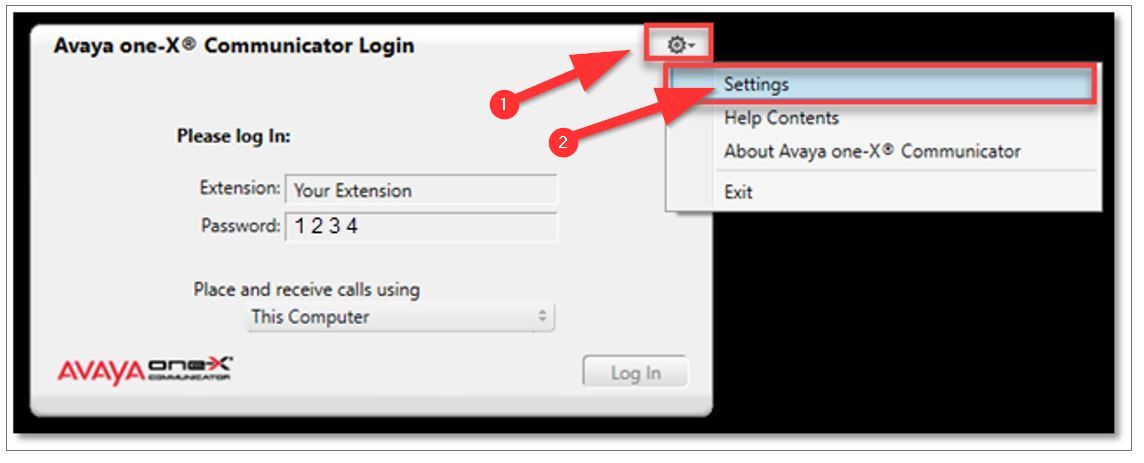 Avaya one-X® Communicator Login
1
Settings
2
Help Contents
About Avaya one-X® Communicator
Exit
Please log In:
Extension: Your Extension
Password: 1 2 3 4
Place and receive calls using
This Computer
AVAYA one-X
COMMUNICATOR
Log In